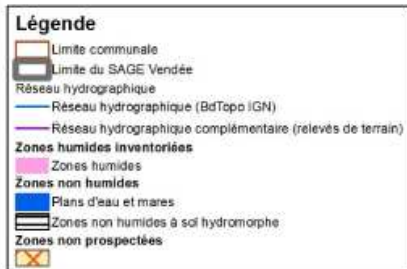 Légende
Limite communale
Limite du SAGE Vendée
Réseau hydrographique
Réseau hydrographique (BdTopo IGN)
Réseau hydrographique complémentaire (relevés de terrain)
Zones humides inventoriées
Zones humides
Zones non humides
Plans d'eau et mares
Zones non humides à sol hydromorphe
Zones non prospectées